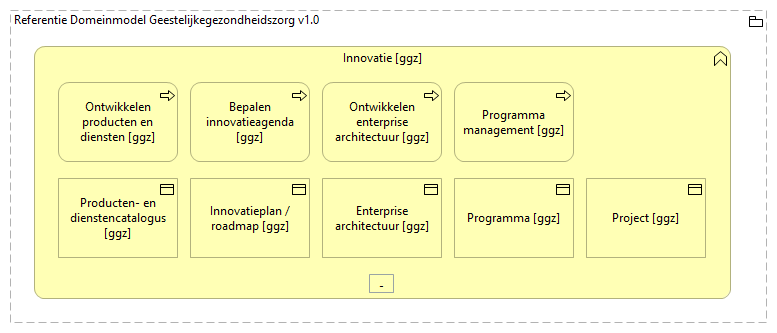 Referentie Domeinmodel Geestelijkegezondheidszorg v1.0
Innovatie [ggz]
Ontwikkelen
producten en
diensten [ggz]
Bepalen
innovatieagenda
[ggz]
Ontwikkelen
enterprise
architectuur [ggz]
Programma
management [ggz]
Producten- en
dienstencatalogus
[ggz]
Innovatieplan /
roadmap [ggz]
Enterprise
architectuur [ggz]
Programma [ggz]
Project [ggz]
-